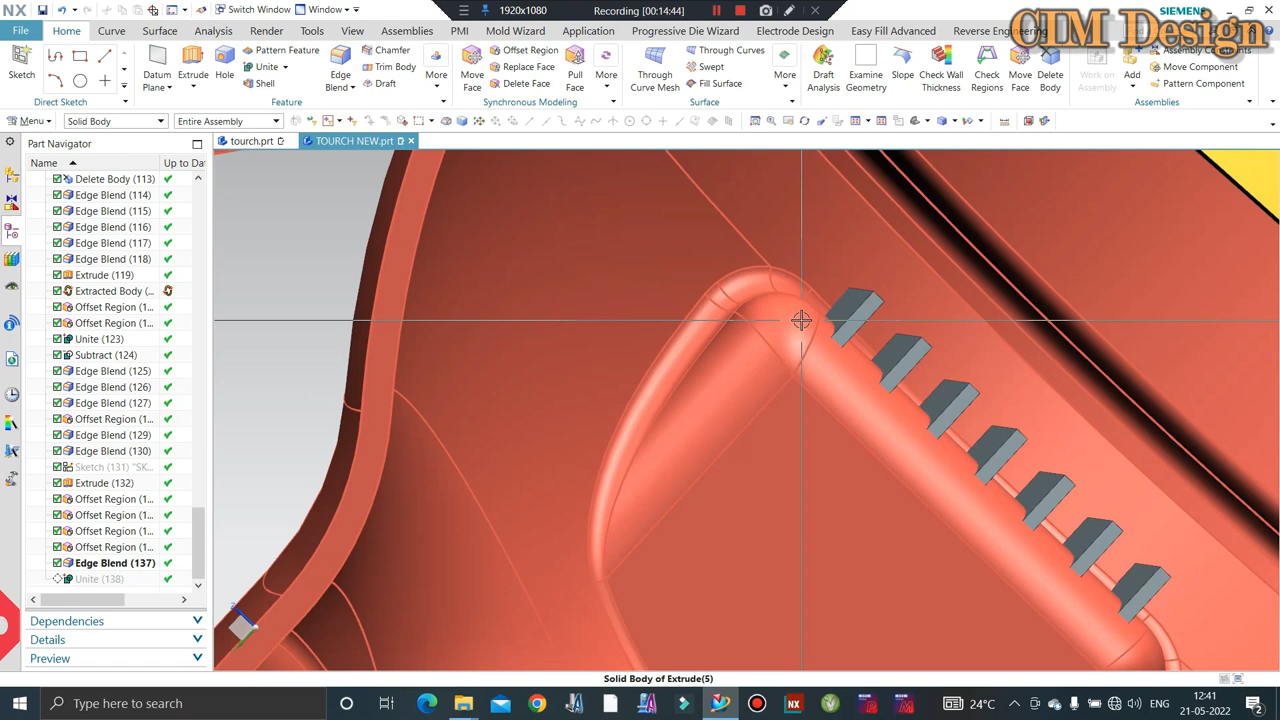 NX
Switch Window
Window
1920x1080
Recording [00:14:44]
SIEMENS
CIM Design
File
Home
Curve
Surface
Analysis
Render
Tools
View
Assemblies
PMI
Mold Wizard
Application
Progressive Die Wizard
Electrode Design
Easy Fill Advanced
Reverse Engineering
Sketch
Datum Plane
Extrude
Hole
Pattern Feature
Unite
Shell
Edge Blend
Chamfer
Trim Body
Draft
More
Move Face
Offset Region
Replace Face
Delete Face
Pull Face
More
Through Curve Mesh
Through Curves
Swept
Fill Surface
More
Draft Analysis
Examine Geometry
Slope
Check Wall Thickness
Check Regions
Move Face
Delete Body
Work on Assembly
Add
Assembly Constraints
Move Component
Pattern Component
Direct Sketch
Feature
Synchronous Modeling
Surface
Assemblies
Menu
Solid Body
Entire Assembly
Part Navigator
tourch.prt
TOURCH NEW.prt
Name
Up to Dat
Delete Body (113)
Edge Blend (114)
Edge Blend (115)
Edge Blend (116)
Edge Blend (117)
Edge Blend (118)
Extrude (119)
Extracted Body (...
Offset Region (1...
Offset Region (1...
Unite (123)
Subtract (124)
Edge Blend (125)
Edge Blend (126)
Edge Blend (127)
Offset Region (1...
Edge Blend (129)
Edge Blend (130)
Sketch (131) "SK...
Extrude (132)
Offset Region (1...
Offset Region (1...
Offset Region (1...
Offset Region (1...
Edge Blend (137)
Unite (138)
Dependencies
Details
Preview
Solid Body of Extrude(5)
Type here to search
24°C
ENG
12:41
21-05-2022
2